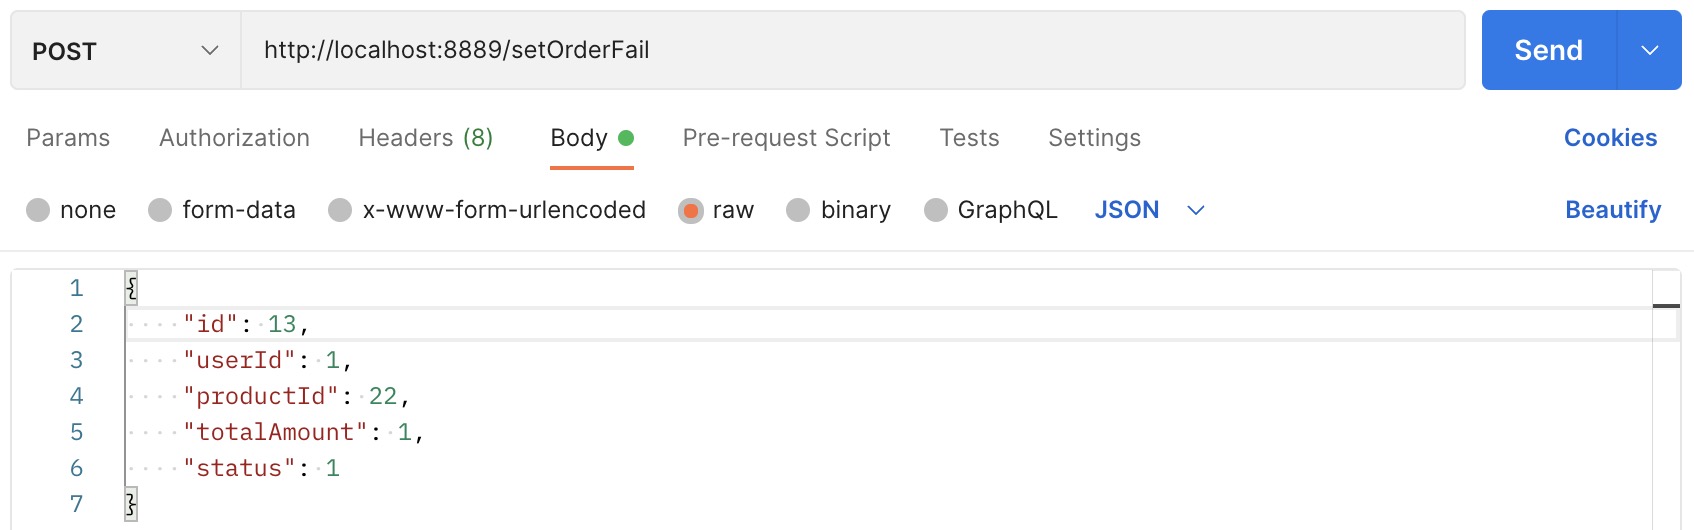 POST http://localhost:8889/setOrderFail Send
Params Authorization Headers (8) Body Pre-request Script Tests Settings Cookies
none form-data x-www-form-urlencoded raw binary GraphQL JSON Beautify
1 {
2 "id": 13,
3 "userId": 1,
4 "productId": 22,
5 "totalAmount": 1,
6 "status": 1
7 }